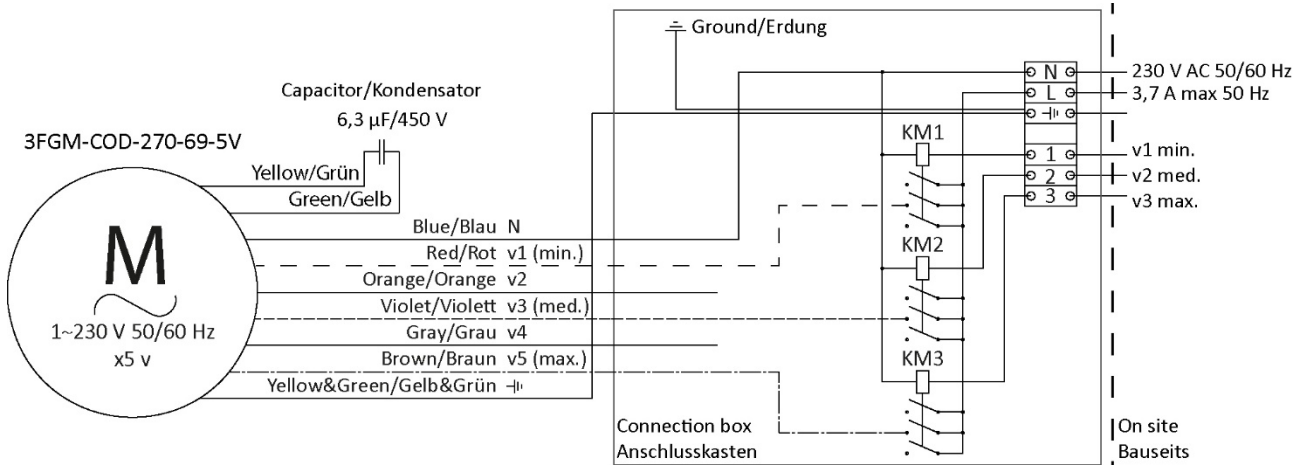 Ground/Erdung
N
230 V AC 50/60 Hz
L
3,7 A max 50 Hz
Capacitor/Kondensator
6,3 µF/450 V
3FGM-COD-270-69-5V
KM1
1
v1 min.
2
v2 med.
3
v3 max.
Yellow/Grün
Green/Gelb
Blue/Blau N
Red/Rot v1 (min.)
KM2
Orange/Orange v2
Violet/Violett v3 (med.)
M
1~230 V 50/60 Hz
x5 v
Gray/Grau v4
Brown/Braun v5 (max.)
KM3
Yellow&Green/Gelb&Grün
Connection box
Anschlusskasten
On site
Bauseits